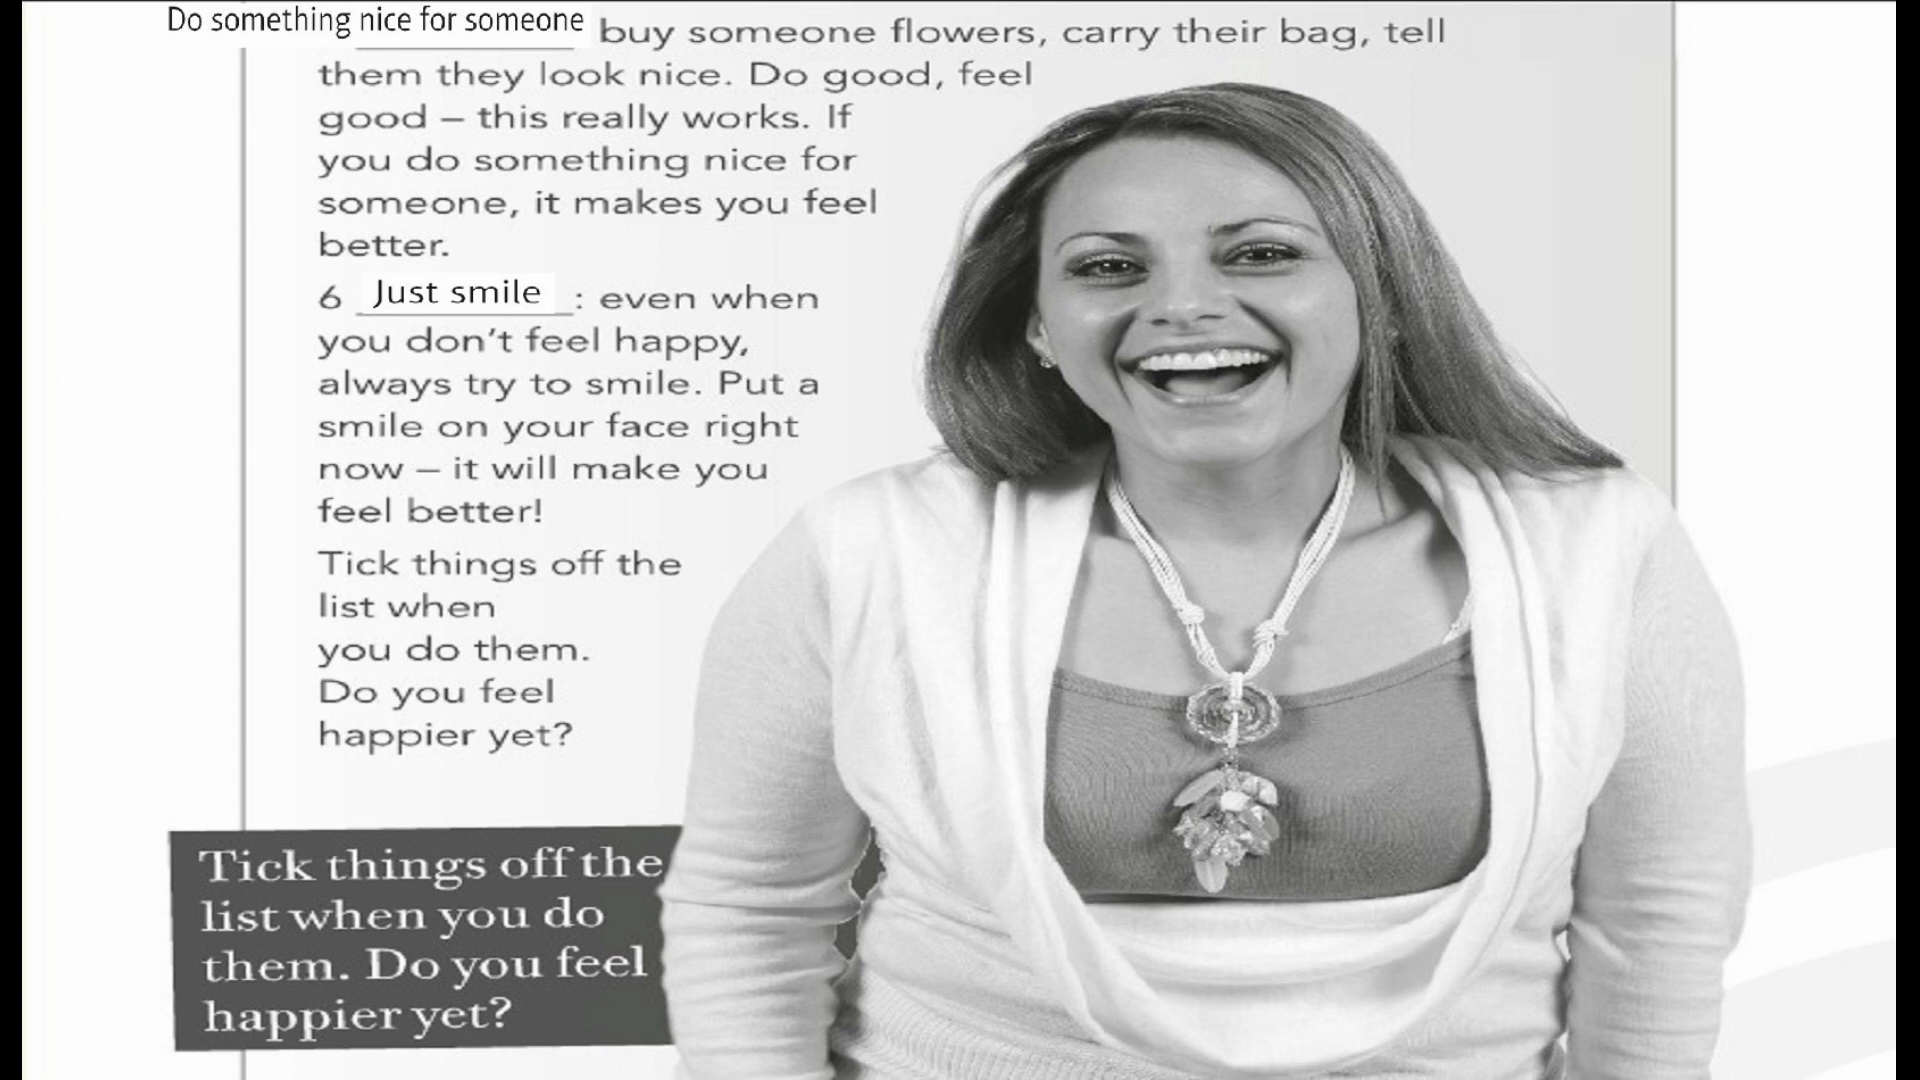 Do something nice for someone buy someone flowers, carry their bag, tell
them they look nice. Do good, feel
good – this really works. If
you do something nice for
someone, it makes you feel
better.
6 Just smile : even when
you don't feel happy,
always try to smile. Put a
smile on your face right
now – it will make you
feel better!
Tick things off the
list when
you do them.
Do you feel
happier yet?
Tick things off the
list when you do
them. Do you feel
happier yet?